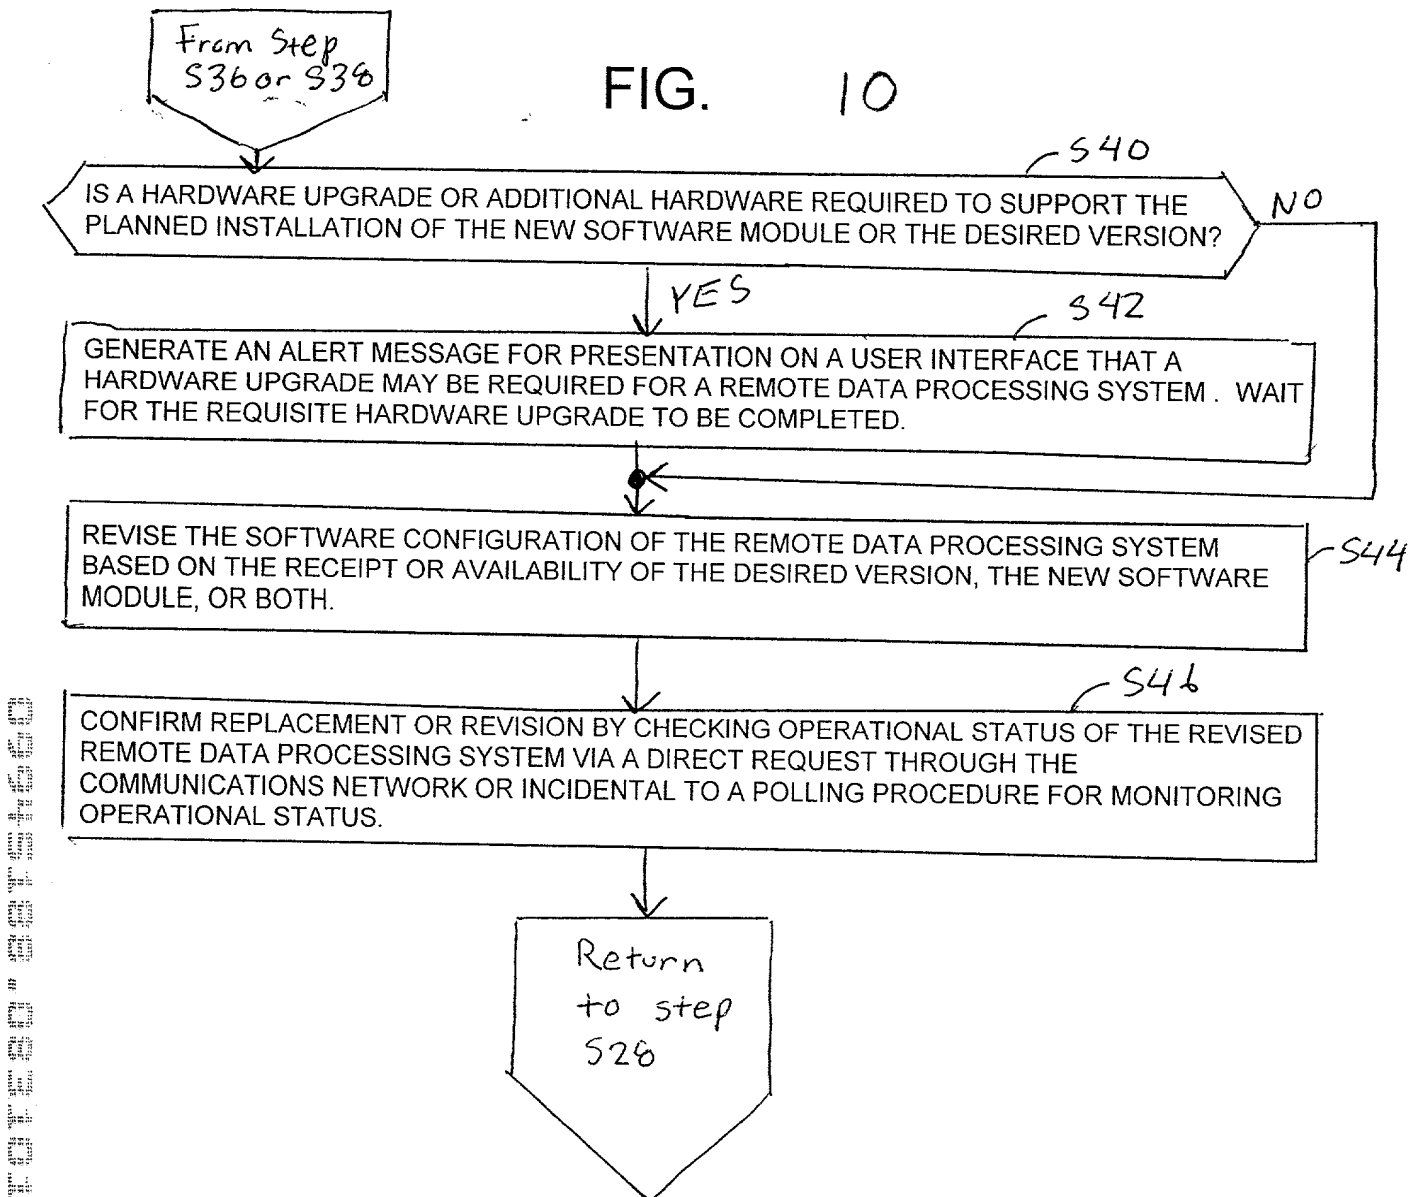 From Step
S36 or S38
FIG. 10
S40
IS A HARDWARE UPGRADE OR ADDITIONAL HARDWARE REQUIRED TO SUPPORT THE
PLANNED INSTALLATION OF THE NEW SOFTWARE MODULE OR THE DESIRED VERSION?
NO
YES
S42
GENERATE AN ALERT MESSAGE FOR PRESENTATION ON A USER INTERFACE THAT A
HARDWARE UPGRADE MAY BE REQUIRED FOR A REMOTE DATA PROCESSING SYSTEM . WAIT
FOR THE REQUISITE HARDWARE UPGRADE TO BE COMPLETED.
REVISE THE SOFTWARE CONFIGURATION OF THE REMOTE DATA PROCESSING SYSTEM
BASED ON THE RECEIPT OR AVAILABILITY OF THE DESIRED VERSION, THE NEW SOFTWARE
MODULE, OR BOTH.
S44
S46
CONFIRM REPLACEMENT OR REVISION BY CHECKING OPERATIONAL STATUS OF THE REVISED
REMOTE DATA PROCESSING SYSTEM VIA A DIRECT REQUEST THROUGH THE
COMMUNICATIONS NETWORK OR INCIDENTAL TO A POLLING PROCEDURE FOR MONITORING
OPERATIONAL STATUS.
Return
to step
S28